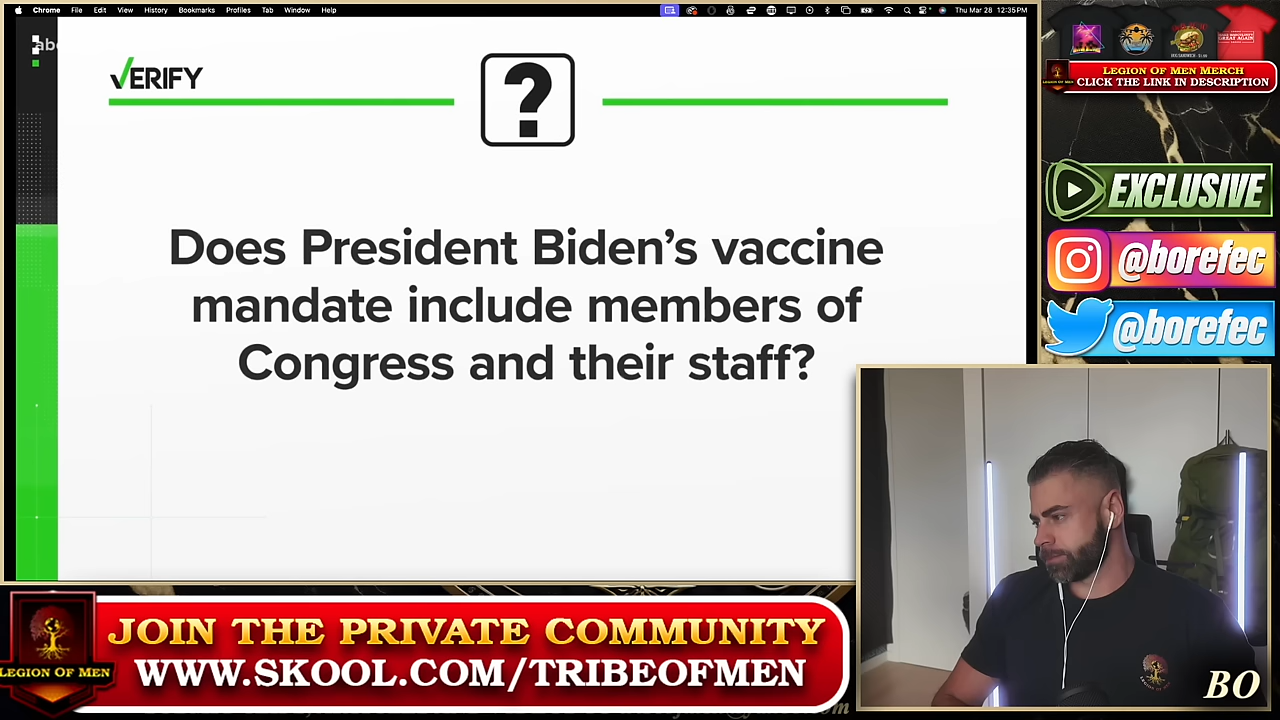 Chrome File Edit View History Bookmarks Profiles Tab Window Help
Thu Mar 28 12:35PM
abc
VERIFY
?
Does President Biden's vaccine
mandate include members of
Congress and their staff?
LEGION OF MEN MERCH
CLICK THE LINK IN DESCRIPTION
EXCLUSIVE
@borefec
@borefec
LEGION OF MEN
JOIN THE PRIVATE COMMUNITY
WWW.SKOOL.COM/TRIBEOFMEN
BO